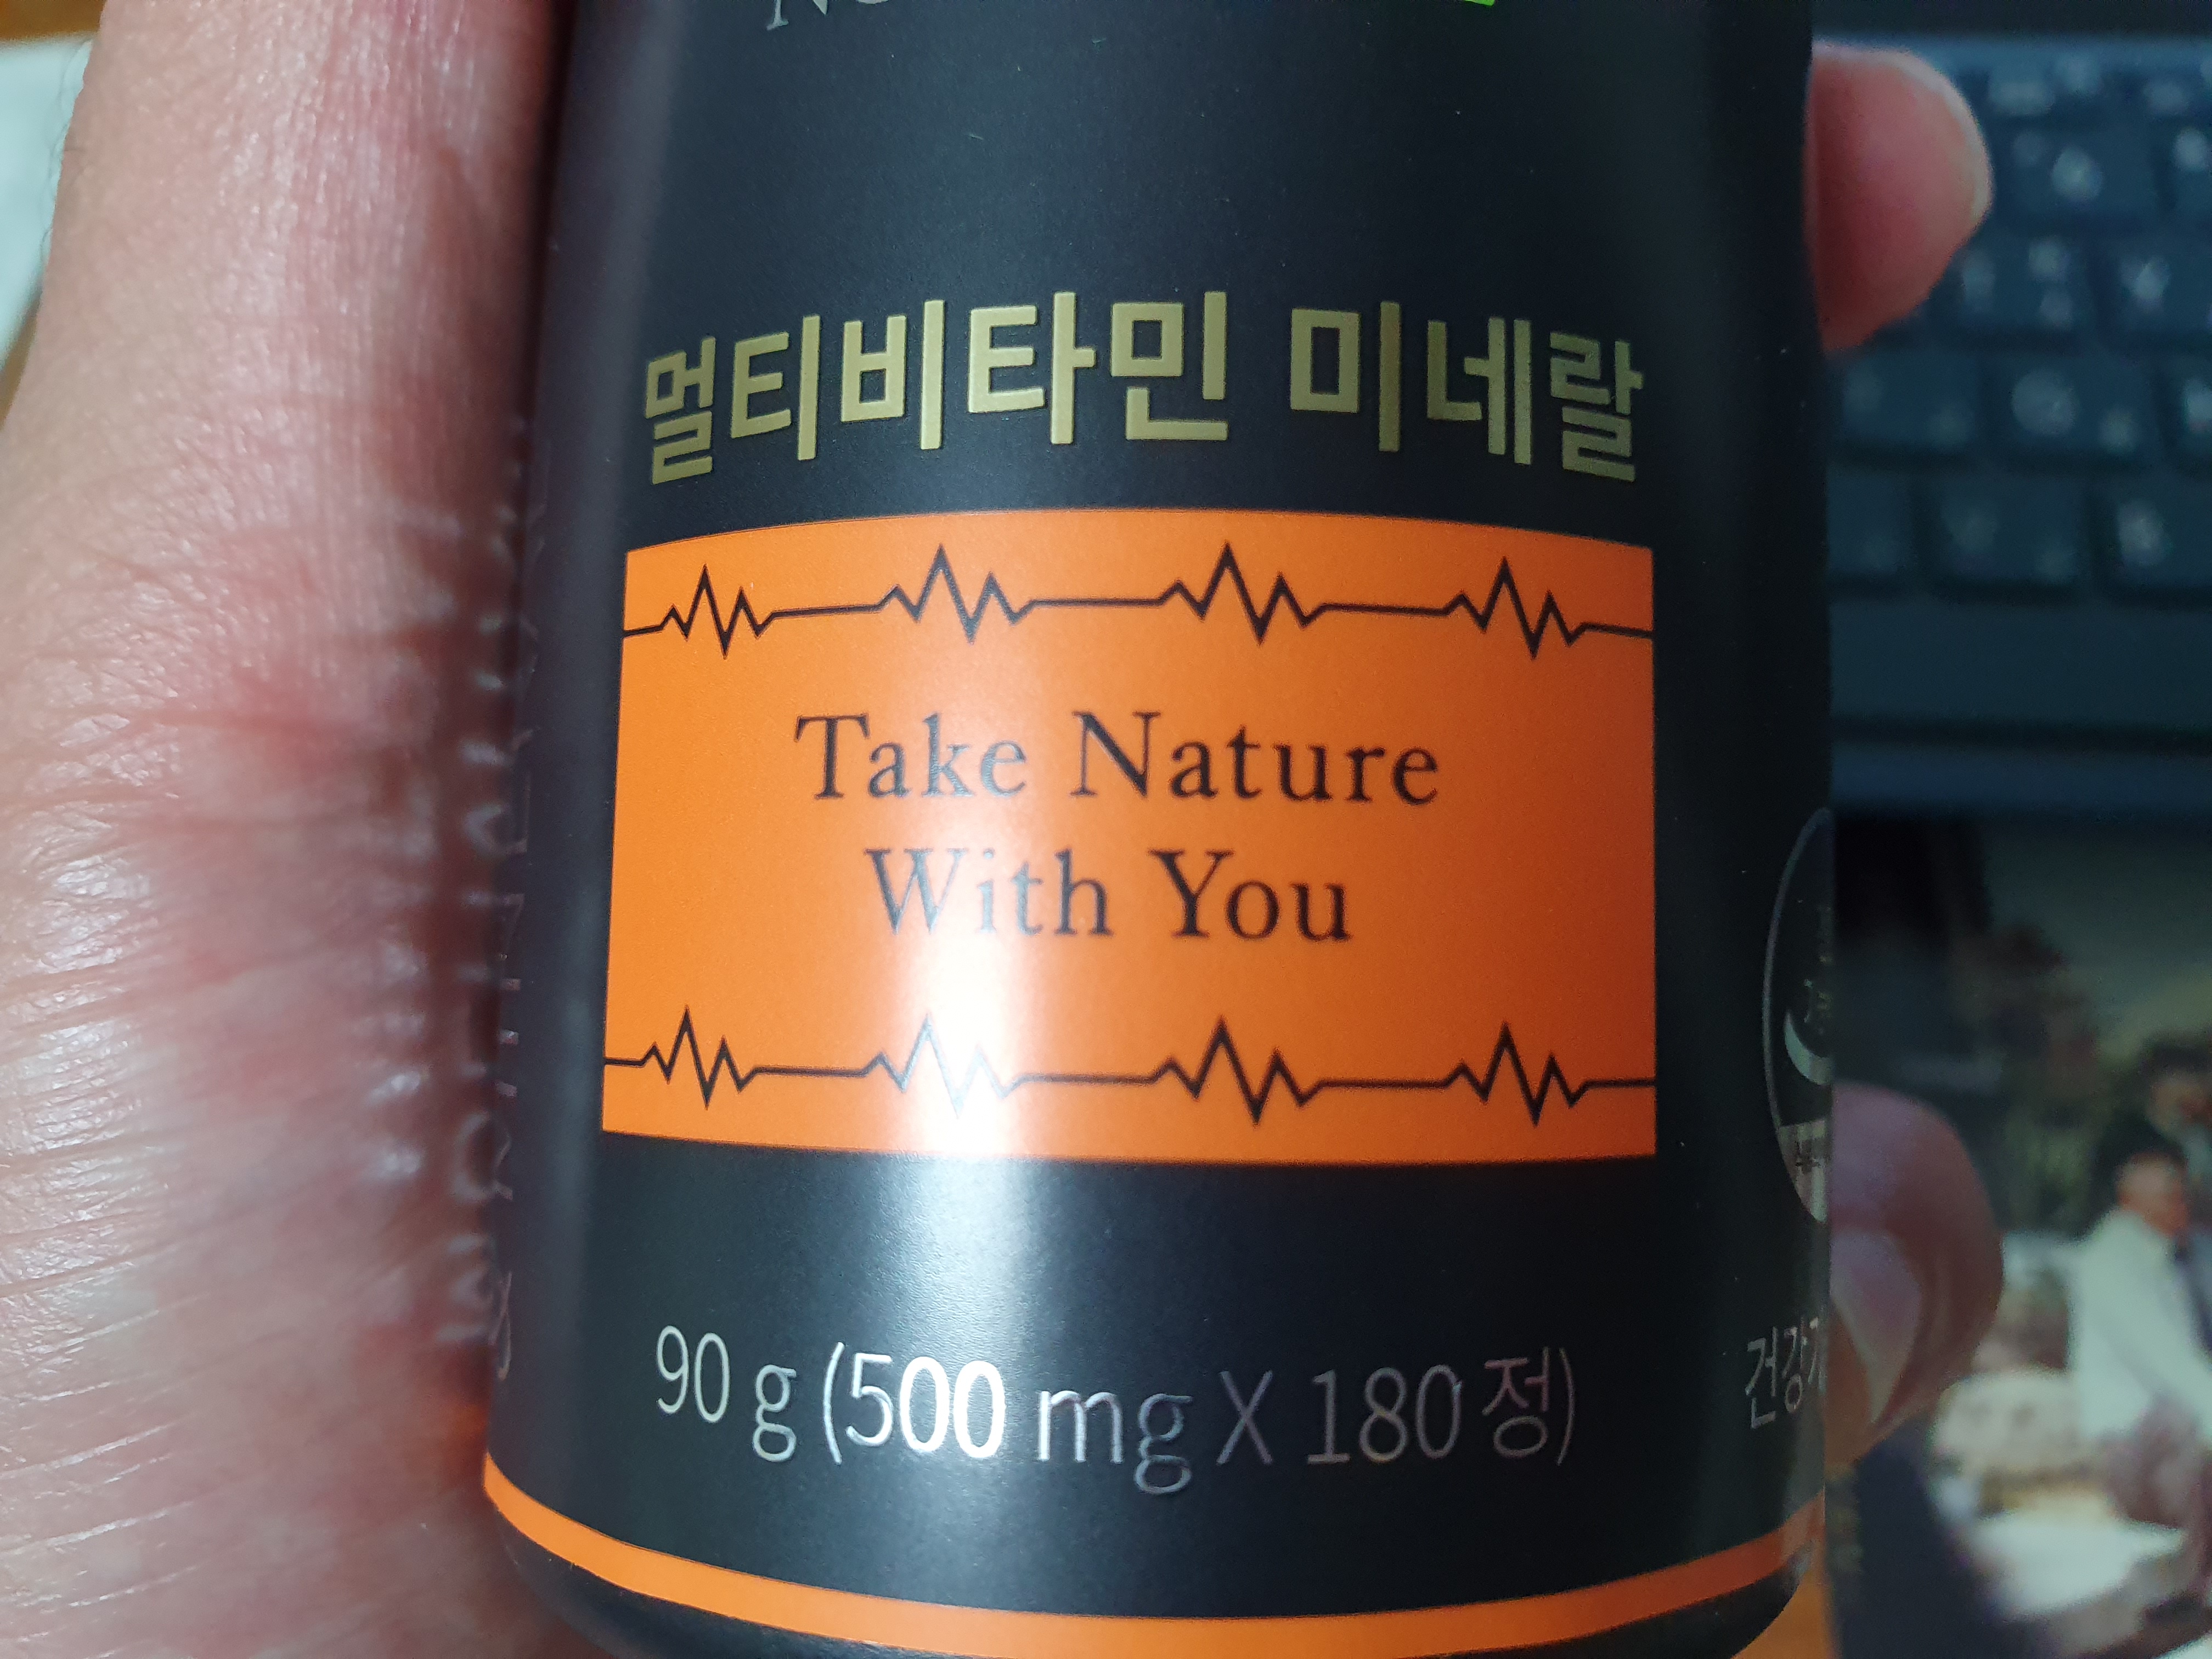 멀티비타민 미네랄
Take Nature
With You
90 g (500 mg X 180 정)